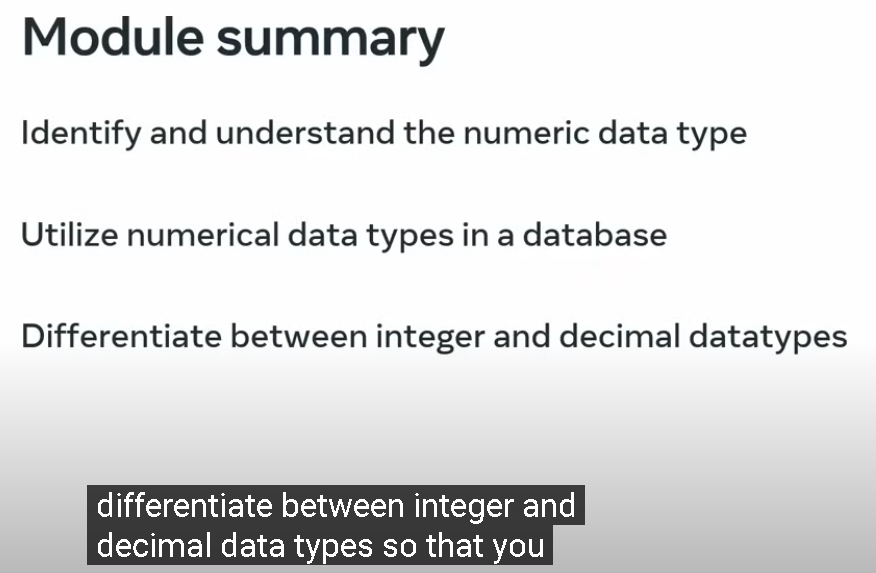 Module summary
Identify and understand the numeric data type
Utilize numerical data types in a database
Differentiate between integer and decimal datatypes
differentiate between integer and
decimal data types so that you